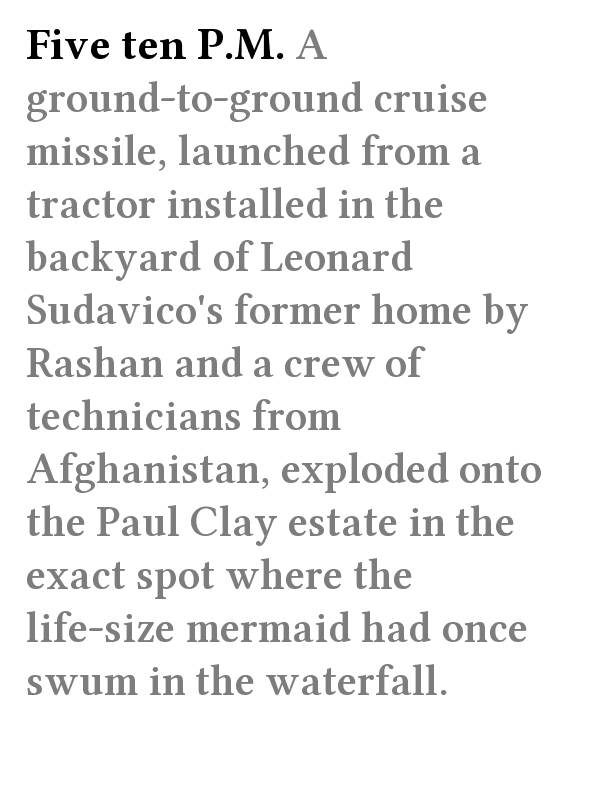 Five ten P.M. A
ground-to-ground cruise
missile, launched from a
tractor installed in the
backyard of Leonard
Sudavico's former home by
Rashan and a crew of
technicians from
Afghanistan, exploded onto
the Paul Clay estate in the
exact spot where the
life-size mermaid had once
swum in the waterfall.